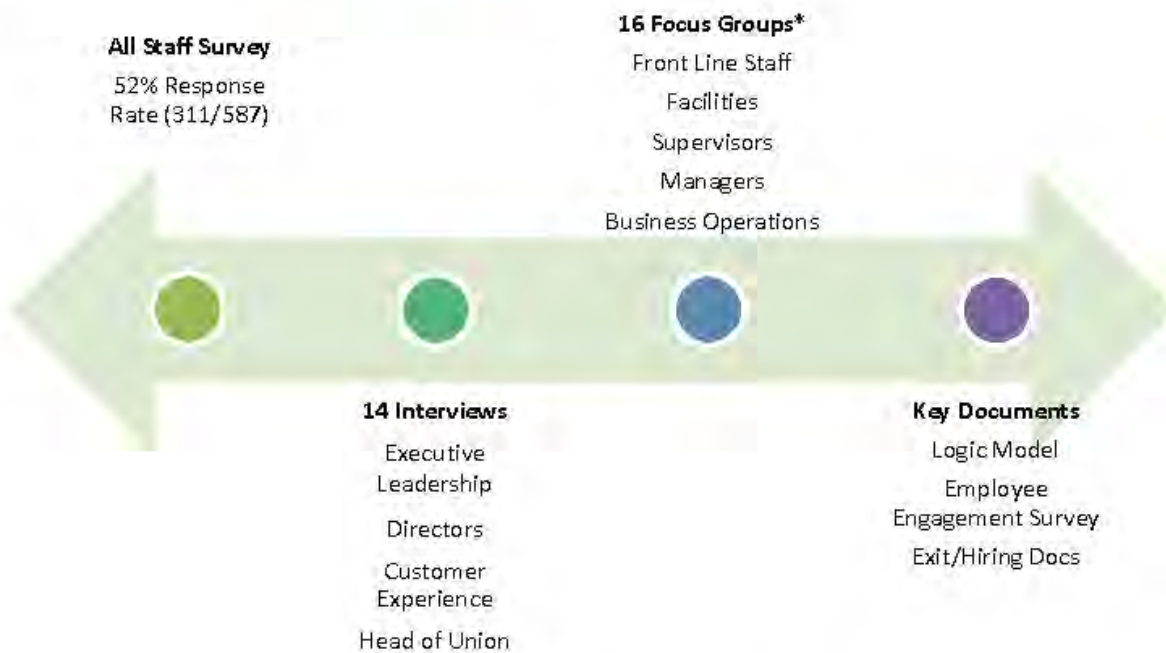 All Staff Survey
52% Response
Rate (311/587)
14 Interviews
Executive
Leadership
Directors
Customer
Experience
Head of Union
16 Focus Groups*
Front Line Staff
Facilities
Supervisors
Managers
Business Operations
Key Documents
Logic Model
Employee
Engagement Survey
Exit/Hiring Docs